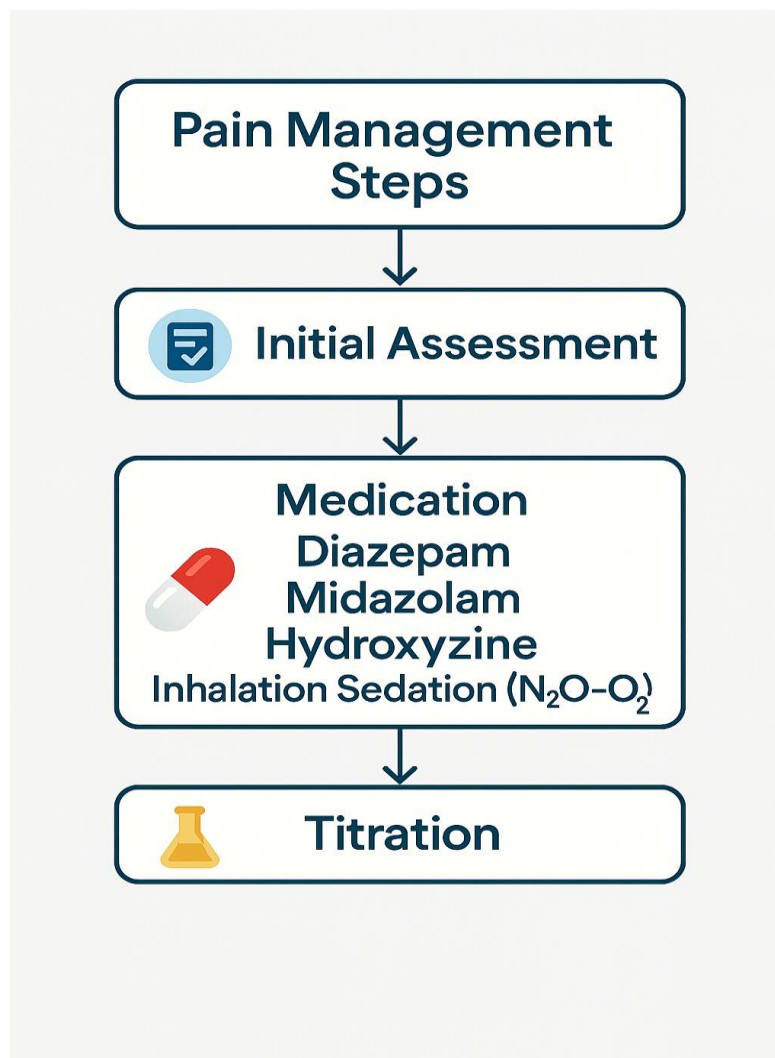 Pain Management
Steps
Initial Assessment
Medication
Diazepam
Midazolam
Hydroxyzine
Inhalation Sedation (N₂O–O₂)
Titration